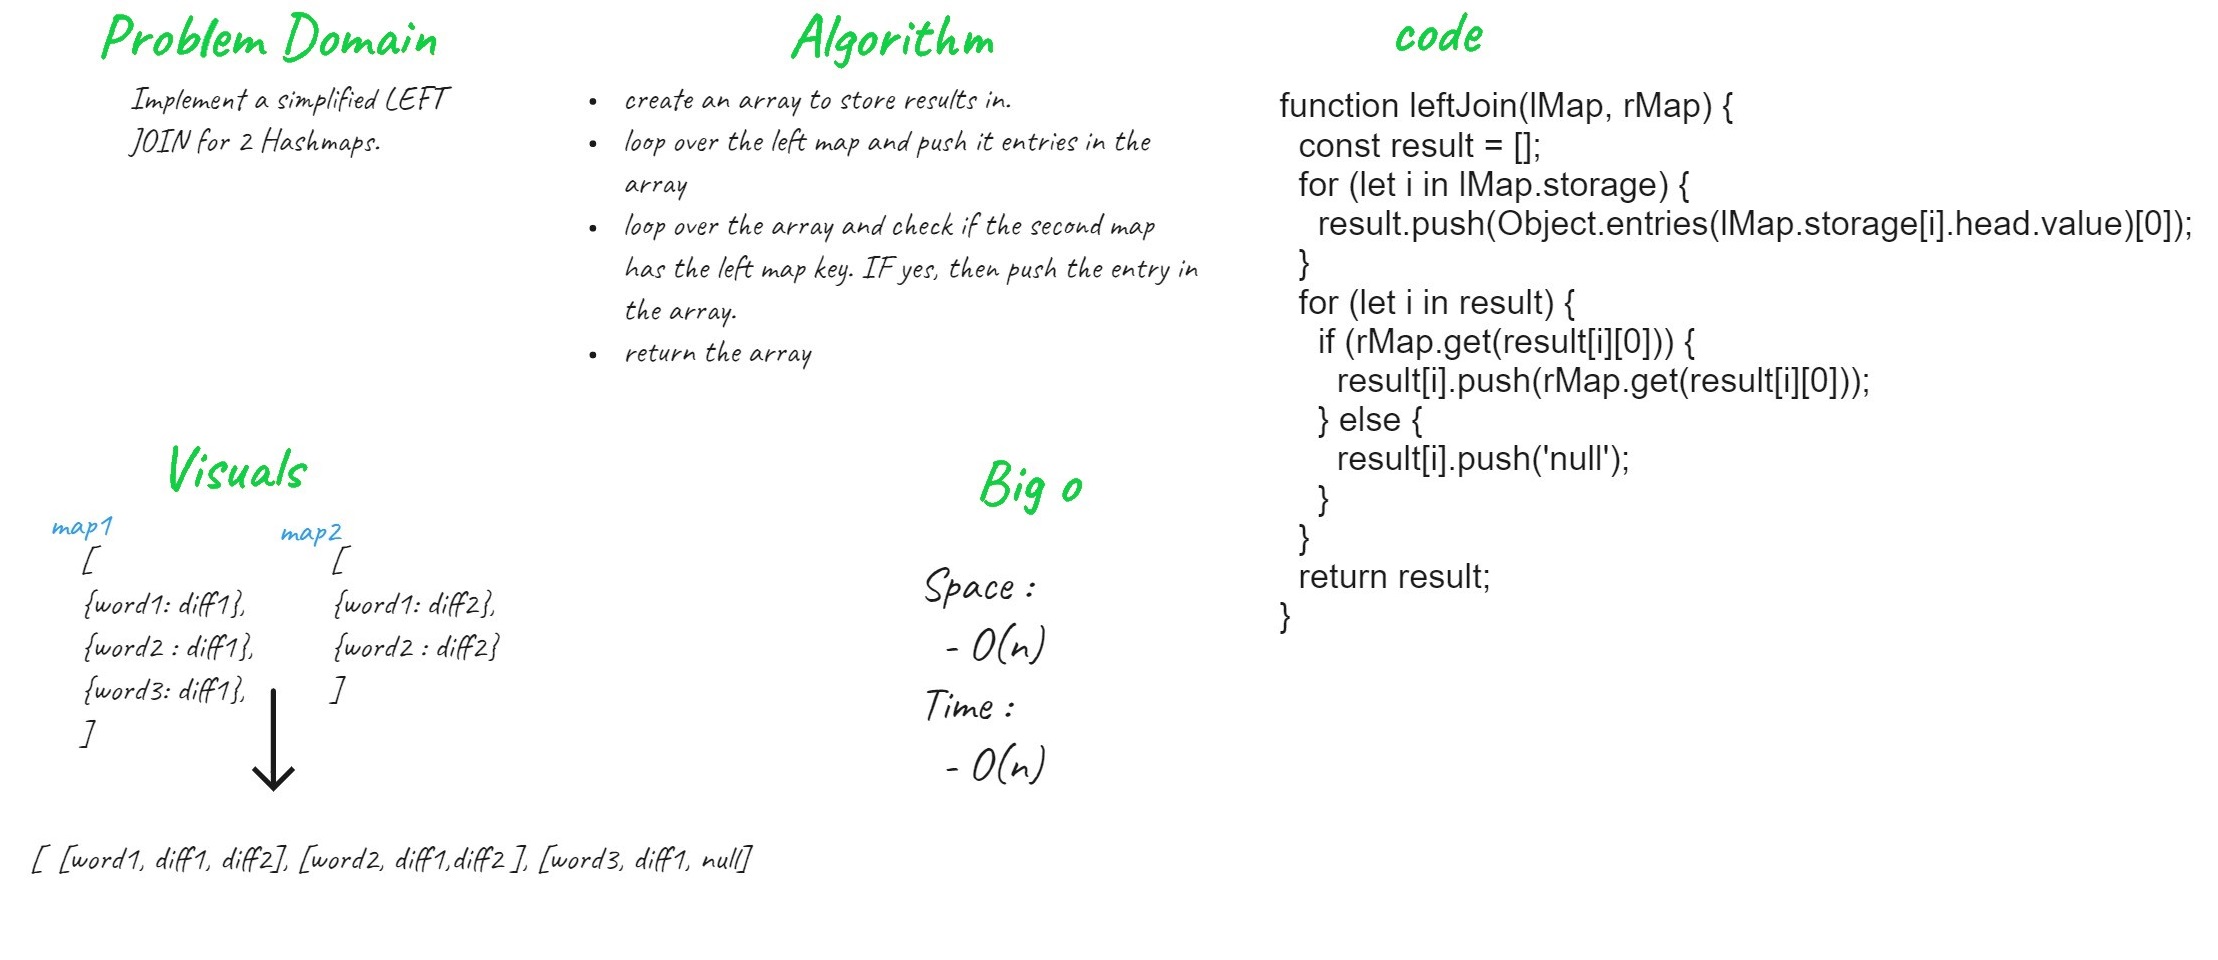 Problem Domain
Implement a simplified LEFT
JOIN for 2 Hashmaps.
Algorithm
• create an array to store results in.
• loop over the left map and push it entries in the
array
• loop over the array and check if the second map
has the left map key. IF yes, then push the entry in
the array.
• return the array
code
function leftJoin(lMap, rMap) {
const result = [];
for (let i in lMap.storage) {
result.push(Object.entries(lMap.storage[i].head.value)[0]);
}
for (let i in result) {
if (rMap.get(result[i][0])) {
result[i].push(rMap.get(result[i][0]));
} else {
result[i].push('null');
}
}
return result;
}
Visuals
map1
[
{word1: diff1},
{word2 : diff1},
{word3: diff1},
]
map2
[
{word1: diff2},
{word2 : diff2}
]
[ [word1, diff1, diff2], [word2, diff1,diff2 ], [word3, diff1, null]
Big o
Space :
- O(n)
Time :
- O(n)